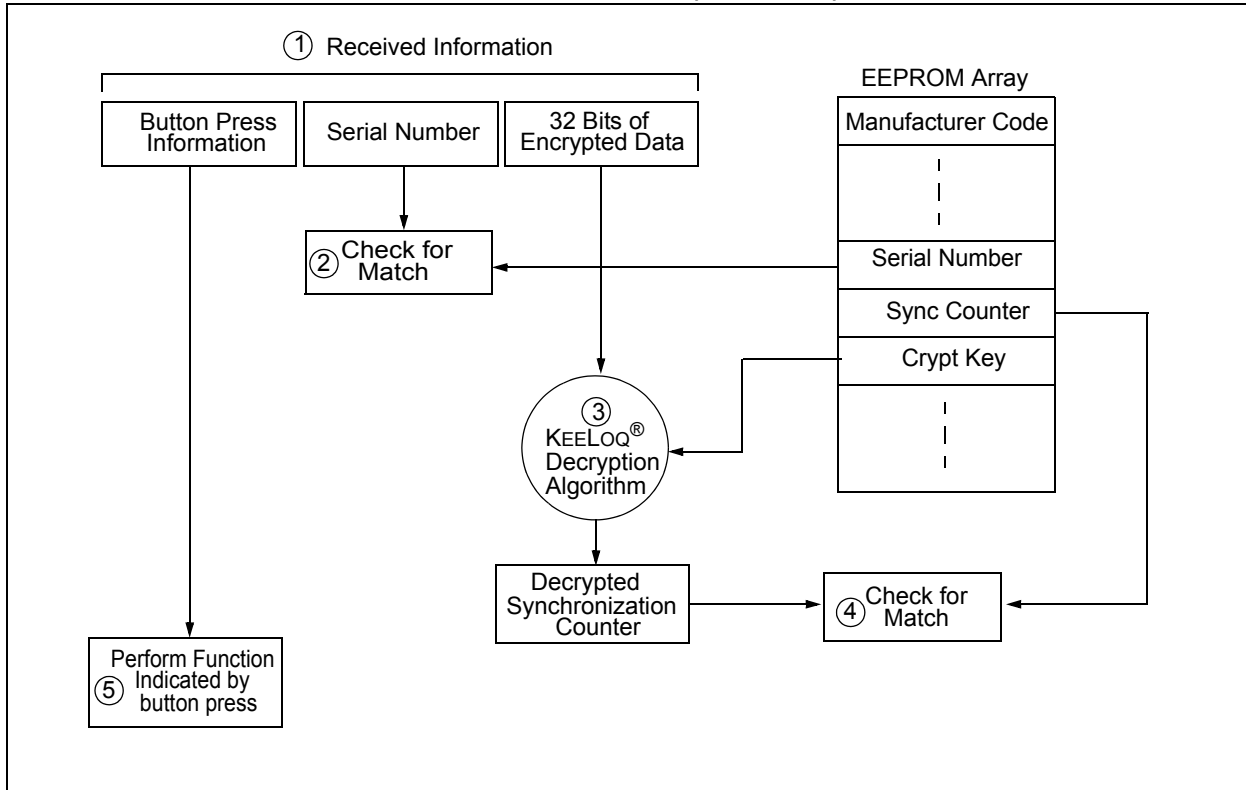 ① Received Information
EEPROM Array
Button Press
Information
Serial Number
32 Bits of
Encrypted Data
Manufacturer Code
② Check for
Match
Serial Number
Sync Counter
Crypt Key
③
KEELOQ®
Decryption
Algorithm
Decrypted
Synchronization
Counter
④ Check for
Match
Perform Function
⑤ Indicated by
button press